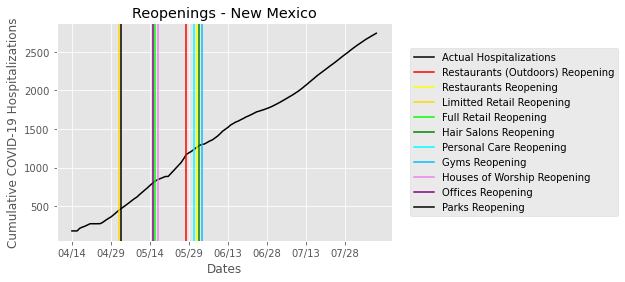 Reopenings - New Mexico
Cumulative COVID-19 Hospitalizations
2500
2000
1500
1000
500
04/14 04/29 05/14 05/29 06/13 06/28 07/13 07/28
Dates
Actual Hospitalizations
Restaurants (Outdoors) Reopening
Restaurants Reopening
Limitted Retail Reopening
Full Retail Reopening
Hair Salons Reopening
Personal Care Reopening
Gyms Reopening
Houses of Worship Reopening
Offices Reopening
Parks Reopening